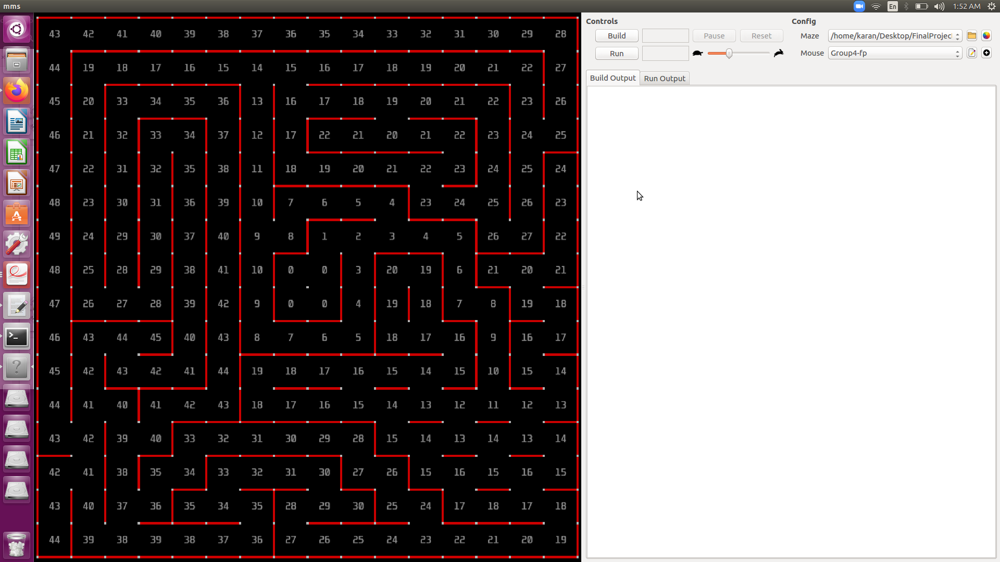 mms
En
1:52 AM
Controls
Config
Build
Pause
Reset
Maze
/home/karan/Desktop/FinalProjec
Run
Mouse
Group4-fp
Build Output
Run Output
43 42 41 40 39 38 37 36 35 34 33 32 31 30 29 28
44 19 18 17 16 15 14 15 16 17 18 19 20 21 22 27
45 20 33 34 35 36 13 16 17 18 19 20 21 22 23 26
46 21 32 33 34 37 12 17 22 21 20 21 22 23 24 25
47 22 31 32 35 38 11 18 19 20 21 22 23 24 25 24
48 23 30 31 36 39 10 7 6 5 4 23 24 25 26 23
49 24 29 30 37 40 9 8 1 2 3 4 5 26 27 22
48 25 28 29 38 41 10 0 0 3 20 19 6 21 20 21
47 26 27 28 39 42 9 0 0 4 19 18 7 8 19 18
46 43 44 45 40 43 8 7 6 5 18 17 16 9 16 17
45 42 43 42 41 44 19 18 17 16 15 14 15 10 15 14
44 41 40 41 42 43 18 17 16 15 14 13 12 11 12 13
43 42 39 40 33 32 31 30 29 28 15 14 13 14 13 14
42 41 38 35 34 33 32 31 30 27 26 15 16 15 16 15
43 40 37 36 35 34 35 28 29 30 25 24 17 18 17 18
44 39 38 39 38 37 36 27 26 25 24 23 22 21 20 19